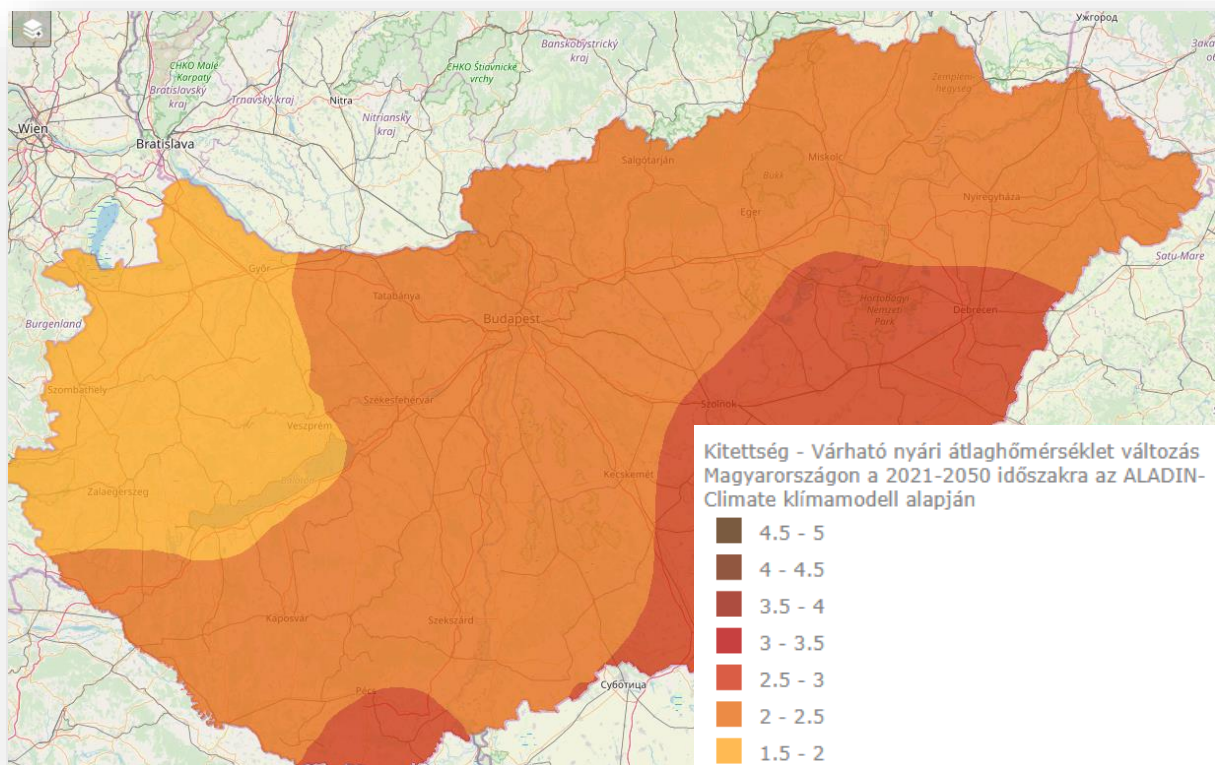 Ужгород
Banskobystrický
kraj
CHKO Malé
Karpaty
CHKO Štiavnické
vrchy
Bratislavský
kraj
Trnavský kraj
Nitra
Nitriansky
kraj
Zemplém-
hegység
Wien
Bratislava
Salgótarján
Miskolc
Bükk
Nyíregyháza
Eger
Győr
Satu-Mare
Tatabánya
Hortobágyi
Nemzeti
Park
Debrecen
Budapest
Burgenland
Szombathely
Székesfehérvár
Szolnok
Veszprém
Kecskemét
Zalaegerszeg
Balaton
Kaposvár
Szekszárd
Pécs
Суботица
Kitettség - Várható nyári átlaghőmérséklet változás
Magyarországon a 2021-2050 időszakra az ALADIN-
Climate klímamodell alapján
4.5 - 5
4 - 4.5
3.5 - 4
3 - 3.5
2.5 - 3
2 - 2.5
1.5 - 2